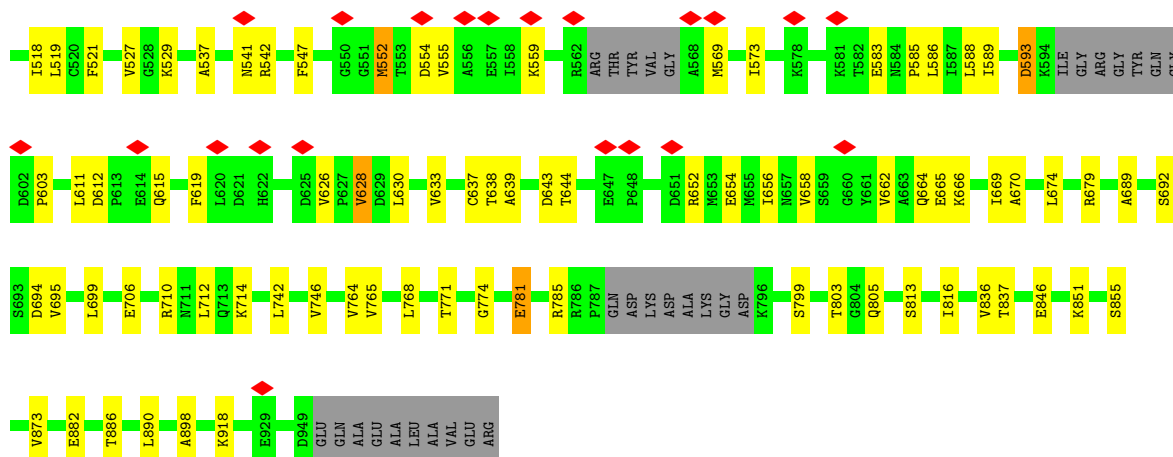 I518 L519 C520 F521 V527 G528 K529 A537 N541 R542 F547 G550 G551 M552 T553 D554 V555 A556 E557 I558 K559 R562 ARG THR TYR VAL GLY A568 M569 I573 K578 K581 T582 E583 N584 P585 L586 I587 L588 I589 D593 K594 ILE GLY ARG GLY TYR GLN
D602 P603 L611 D612 P613 E614 Q615 F619 L620 D621 H622 D625 V626 P627 V628 D629 L630 V633 C637 T638 A639 D643 T644 E647 P648 D651 R652 M653 E654 M655 I656 N657 V658 S659 G660 Y661 V662 A663 Q664 E665 K666 I669 A670 L674 R679 A689 S692
S693 D694 V695 L699 E706 R710 N711 L712 Q713 K714 L742 V746 V764 V765 L768 T771 G774 E781 R785 R786 P787 GLN ASP LYS ASP ALA LYS GLY ASP K796 S799 T803 G804 Q805 S813 I816 V836 T837 E846 K851 S855
V873 E882 T886 L890 A898 K918 E929 D949 GLU GLN ALA GLU ALA LEU ALA VAL GLU ARG